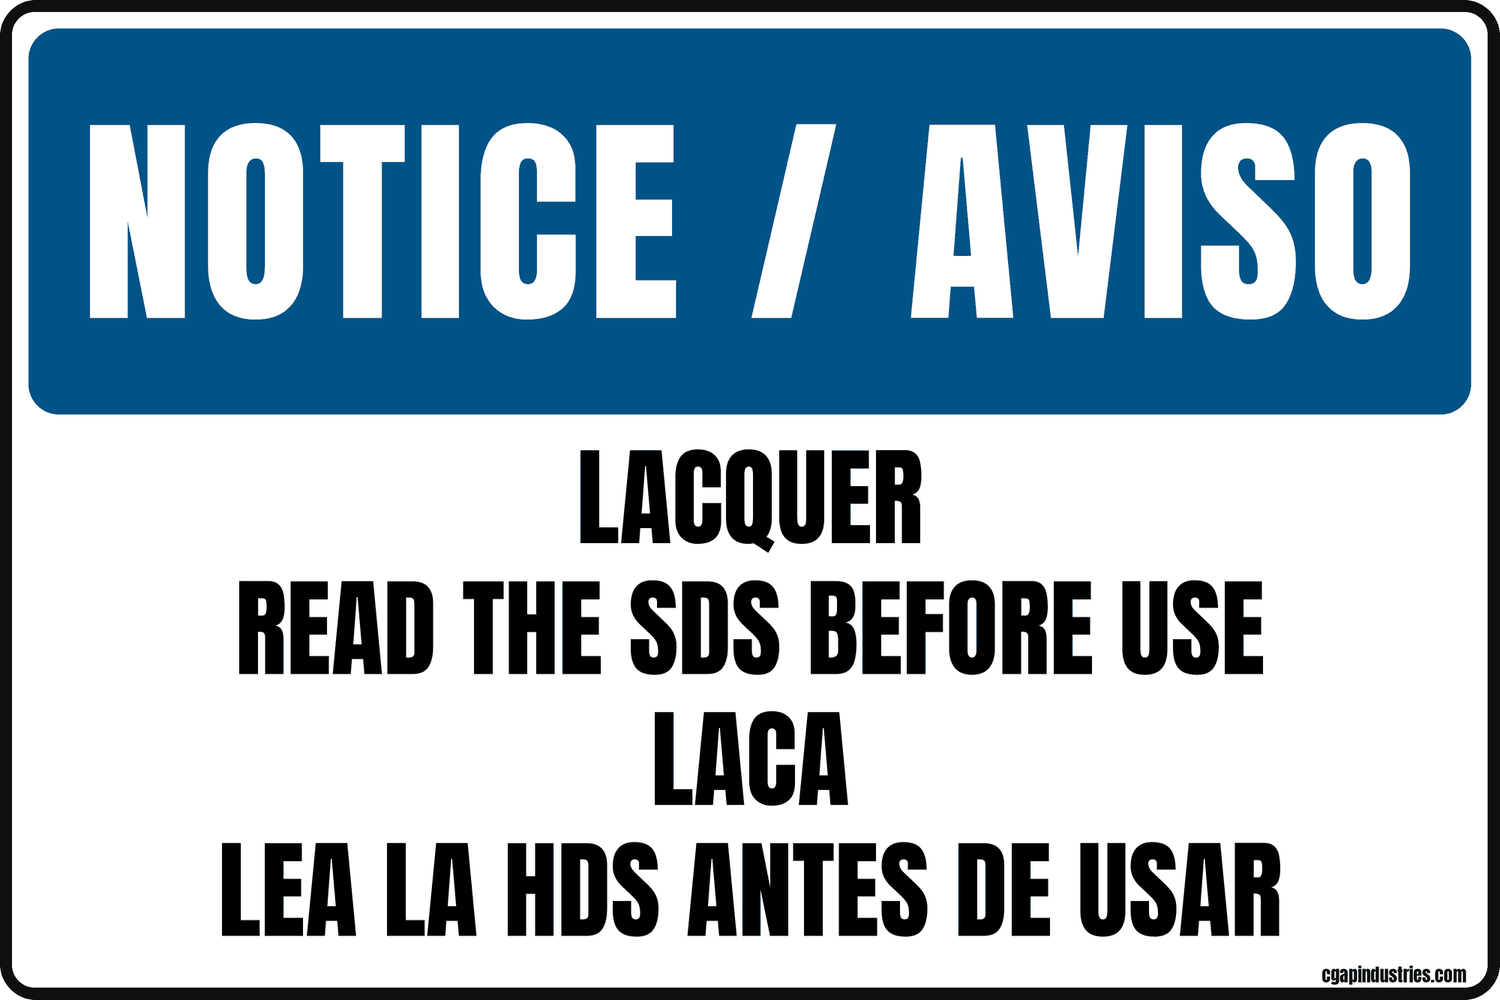 NOTICE / AVISO
LACQUER
READ THE SDS BEFORE USE
LACA
LEA LA HDS ANTES DE USAR
cgapindustries.com